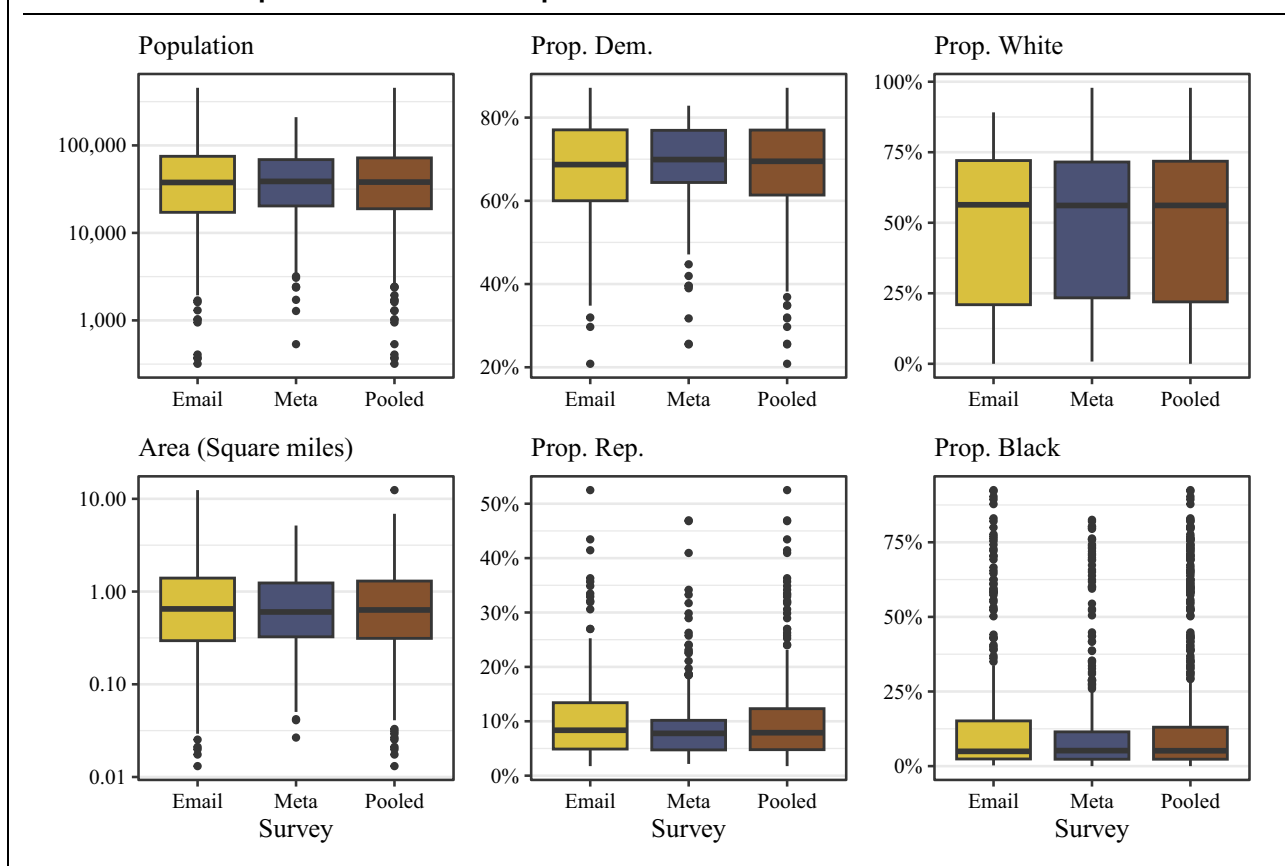 Population
Prop. Dem.
Prop. White
100,000
10,000
1,000
80%
60%
40%
20%
100%
75%
50%
25%
0%
Email Meta Pooled
Email Meta Pooled
Email Meta Pooled
Area (Square miles)
Prop. Rep.
Prop. Black
10.00
1.00
0.10
0.01
50%
40%
30%
20%
10%
0%
75%
50%
25%
0%
Email Meta Pooled
Email Meta Pooled
Email Meta Pooled
Survey
Survey
Survey